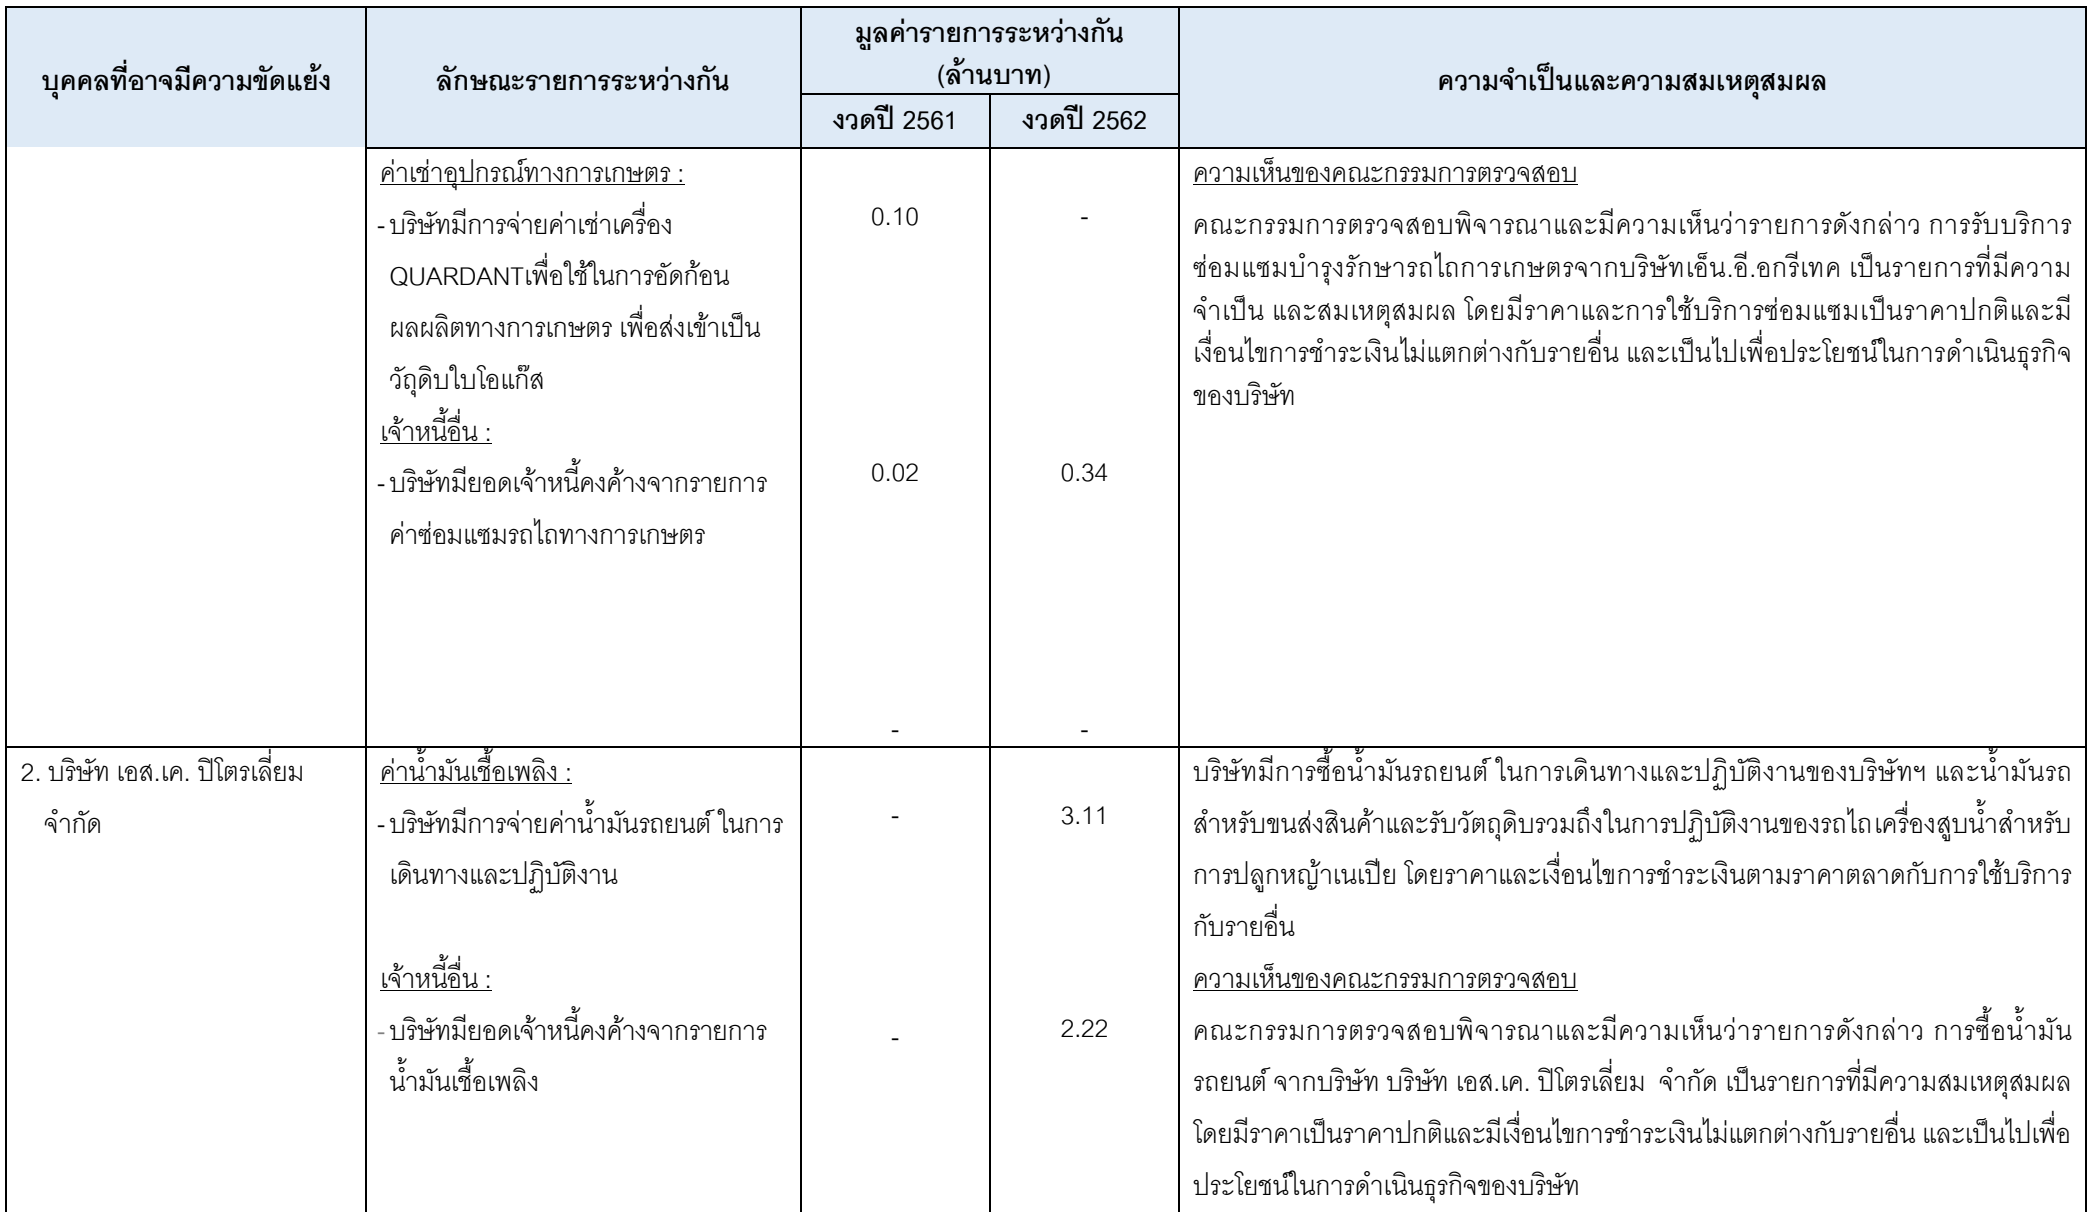 บุคคลที่อาจมีความขัดแย้ง
ลักษณะรายการระหว่างกัน
มูลค่ารายการระหว่างกัน
(ล้านบาท)
งวดปี 2561
งวดปี 2562
ความจำเป็นและความสมเหตุสมผล
ค่าเช่าอุปกรณ์ทางการเกษตร :
- บริษัทมีการจ่ายค่าเช่าเครื่อง
QUARDANTเพื่อใช้ในการอัดก้อน
ผลผลิตทางการเกษตร เพื่อส่งเข้าเป็น
วัถุดิบใบโอแก๊ส
0.10
-
เจ้าหนี้อื่น :
- บริษัทมียอดเจ้าหนี้คงค้างจากรายการ
ค่าซ่อมแซมรถไถทางการเกษตร
0.02
0.34
-
-
ความเห็นของคณะกรรมการตรวจสอบ
คณะกรรมการตรวจสอบพิจารณาและมีความเห็นว่ารายการดังกล่าว การรับบริการ
ซ่อมแซมบำรุงรักษารถไถการเกษตรจากบริษัทเอ็น.อี.อกรีเทค เป็นรายการที่มีความ
จำเป็น และสมเหตุสมผล โดยมีราคาและการใช้บริการซ่อมแซมเป็นราคาปกติและมี
เงื่อนไขการชำระเงินไม่แตกต่างกับรายอื่น และเป็นไปเพื่อประโยชน์ในการดำเนินธุรกิจ
ของบริษัท
2. บริษัท เอส.เค. ปิโตรเลี่ยม
จำกัด
ค่าน้ำมันเชื้อเพลิง :
- บริษัทมีการจ่ายค่าน้ำมันรถยนต์ ในการ
เดินทางและปฏิบัติงาน
-
3.11
เจ้าหนี้อื่น :
- บริษัทมียอดเจ้าหนี้คงค้างจากรายการ
น้ำมันเชื้อเพลิง
-
2.22
บริษัทมีการซื้อน้ำมันรถยนต์ ในการเดินทางและปฏิบัติงานของบริษัทฯ และน้ำมันรถ
สำหรับขนส่งสินค้าและรับวัตถุดิบรวมถึงในการปฏิบัติงานของรถไถเครื่องสูบน้ำสำหรับ
การปลูกหญ้าเนเปีย โดยราคาและเงื่อนไขการชำระเงินตามราคาตลาดกับการใช้บริการ
กับรายอื่น
ความเห็นของคณะกรรมการตรวจสอบ
คณะกรรมการตรวจสอบพิจารณาและมีความเห็นว่ารายการดังกล่าว การซื้อน้ำมัน
รถยนต์ จากบริษัท บริษัท เอส.เค. ปิโตรเลี่ยม จำกัด เป็นรายการที่มีความสมเหตุสมผล
โดยมีราคาเป็นราคาปกติและมีเงื่อนไขการชำระเงินไม่แตกต่างกับรายอื่น และเป็นไปเพื่อ
ประโยชน์ในการดำเนินธุรกิจของบริษัท